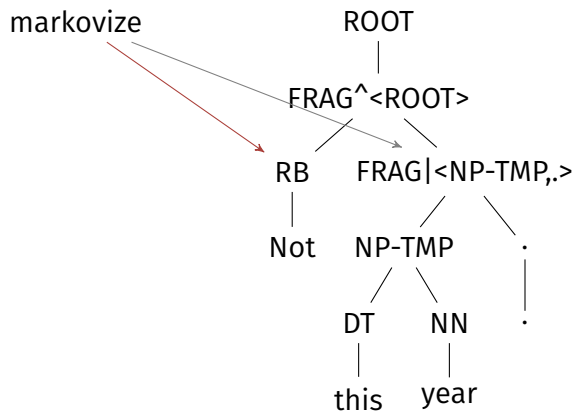 markovize ROOT
FRAG^<ROOT>
RB FRAG|<NP-TMP,.>
Not NP-TMP .
DT NN .
this year